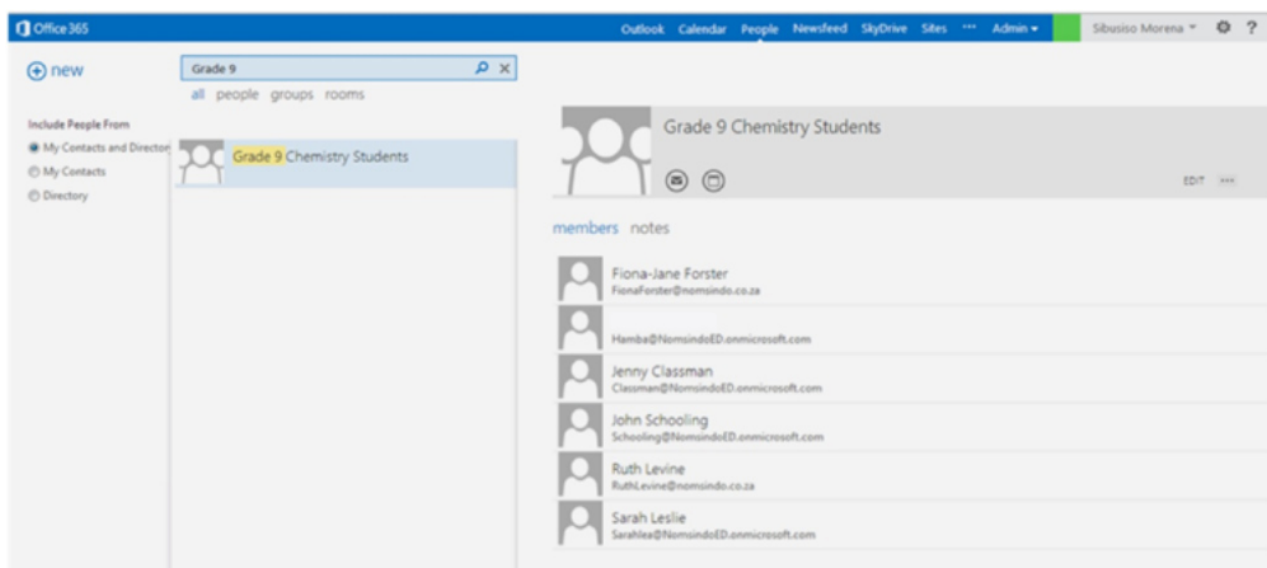 Office 365
Outlook Calendar People Newsfeed SkyDrive Sites ••• Admin Sibusiso Morena ?
new
Grade 9
all people groups rooms
Include People From
My Contacts and Director
My Contacts
Directory
Grade 9 Chemistry Students
Grade 9 Chemistry Students
EDIT •••
members notes
Fiona-Jane Forster
FionaForster@nomsindo.co.za
Hamba@NomsindoED.onmicrosoft.com
Jenny Classman
Classman@NomsindoED.onmicrosoft.com
John Schooling
Schooling@NomsindoED.onmicrosoft.com
Ruth Levine
RuthLevine@nomsindo.co.za
Sarah Leslie
Sarahlea@NomsindoED.onmicrosoft.com